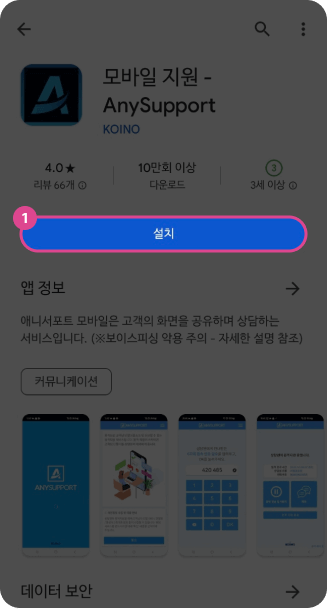 모바일 지원 -
AnySupport
KOINO
4.0★ 10만회 이상 3
리뷰 66개 다운로드 3세 이상
1
설치
앱 정보
애니서포트 모바일은 고객의 화면을 공유하며 상담하는
서비스입니다. (※보이스피싱 악용 주의 - 자세한 설명 참조)
커뮤니케이션
ANYSUPPORT
데이터 보안